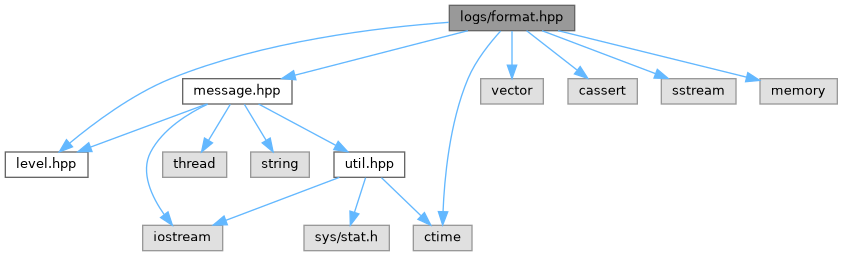 logs/format.hpp
message.hpp
vector
cassert
sstream
memory
level.hpp
thread
string
util.hpp
iostream
sys/stat.h
ctime